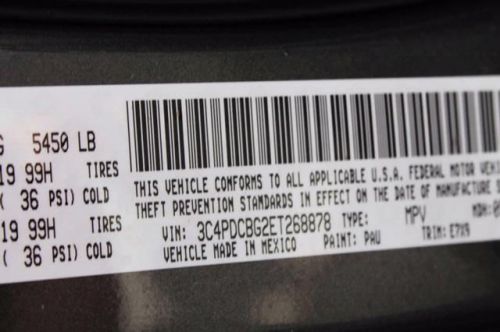 G 5450 LB
19 99H TIRES
( 36 PSI) COLD
19 99H TIRES
( 36 PSI) COLD
THIS VEHICLE CONFORMS TO ALL APPLICABLE U.S.A. FEDERAL MOTOR VEHIC
THEFT PREVENTION STANDARDS IN EFFECT ON THE DATE OF MANUFACTURE
VIN: 3C4PDCBG2ET268878 TYPE: MPV MDH:
VEHICLE MADE IN MEXICO PAINT: PAU TRIM: E7X9